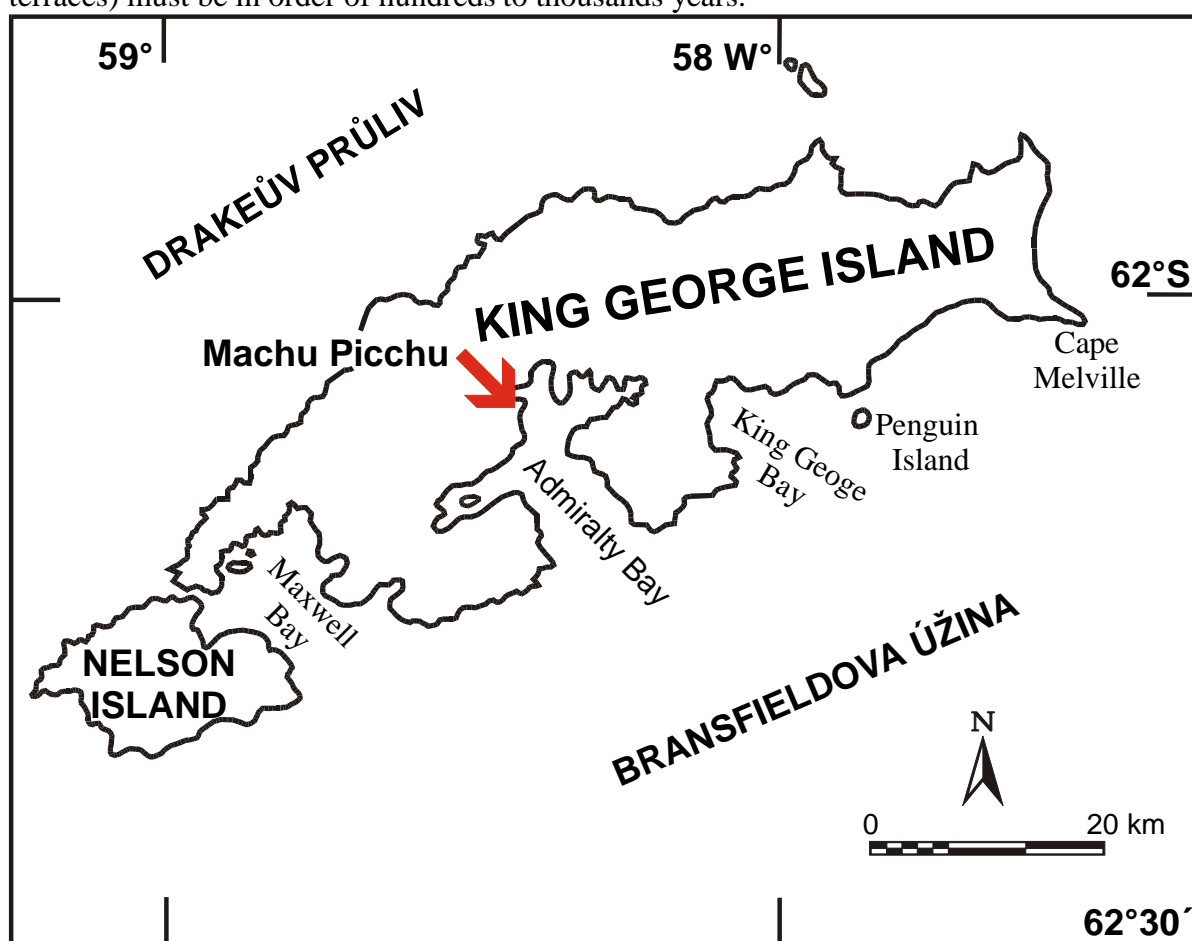 terraces) must be in order of hundreds to thousands years.
59°
58 W°
DRAKEŮV PRŮLIV
KING GEORGE ISLAND
62°S
Machu Picchu
Cape
Melville
King Geoge
Bay
Penguin
Island
Admiralty Bay
Maxwell
Bay
NELSON
ISLAND
BRANSFIELDOVA ÚŽINA
N
0 20 km
62°30´